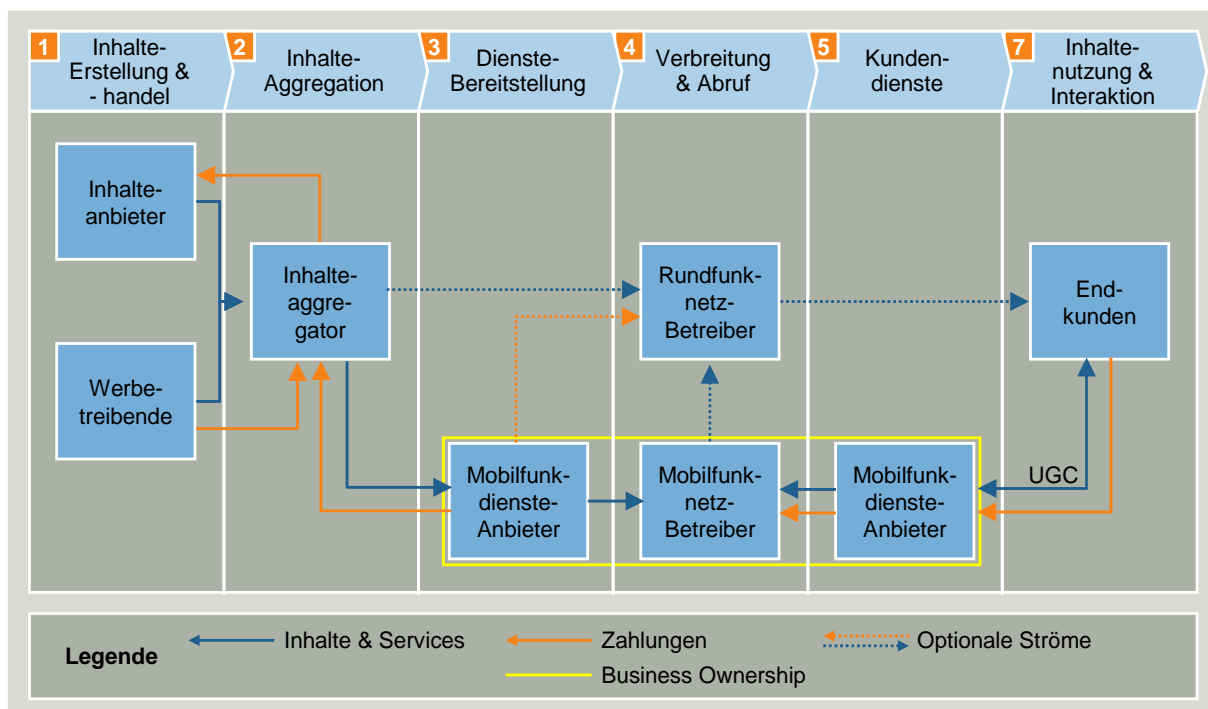 1
Inhalte-
Erstellung &
- handel
2
Inhalte-
Aggregation
3
Dienste-
Bereitstellung
4
Verbreitung
& Abruf
5
Kunden-
dienste
7
Inhalte-
nutzung &
Interaktion
Inhalte-
anbieter
Inhalte-
aggre-
gator
Rundfunk-
netz-
Betreiber
End-
kunden
Werbe-
treibende
Mobilfunk-
dienste-
Anbieter
Mobilfunk-
netz-
Betreiber
Mobilfunk-
dienste-
Anbieter
UGC
Legende
Inhalte & Services
Zahlungen
Optionale Ströme
Business Ownership